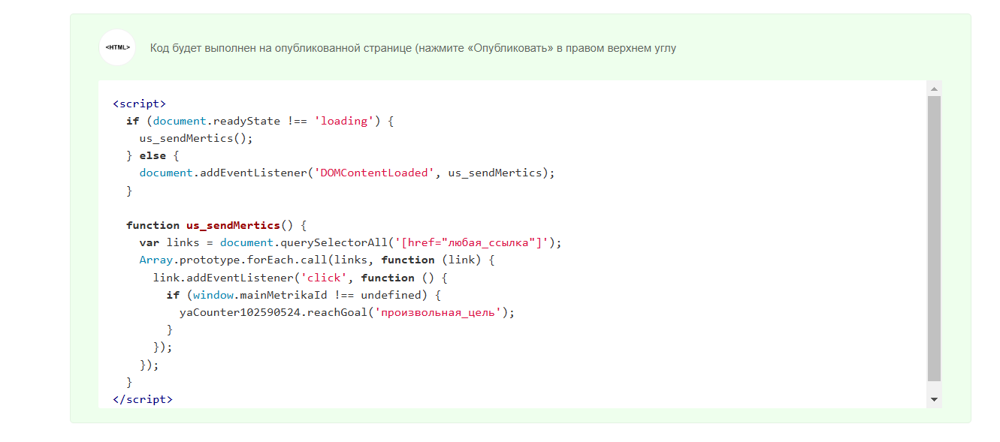 <HTML>
Код будет выполнен на опубликованной странице (нажмите «Опубликовать» в правом верхнем углу
<script>
  if (document.readyState !== 'loading') {
    us_sendMertics();
  } else {
    document.addEventListener('DOMContentLoaded', us_sendMertics);
  }

  function us_sendMertics() {
    var links = document.querySelectorAll('[href="любая_ссылка"]');
    Array.prototype.forEach.call(links, function (link) {
      link.addEventListener('click', function () {
        if (window.mainMetrikaId !== undefined) {
          yaCounter102590524.reachGoal('произвольная_цель');
        }
      });
    });
  }
</script>